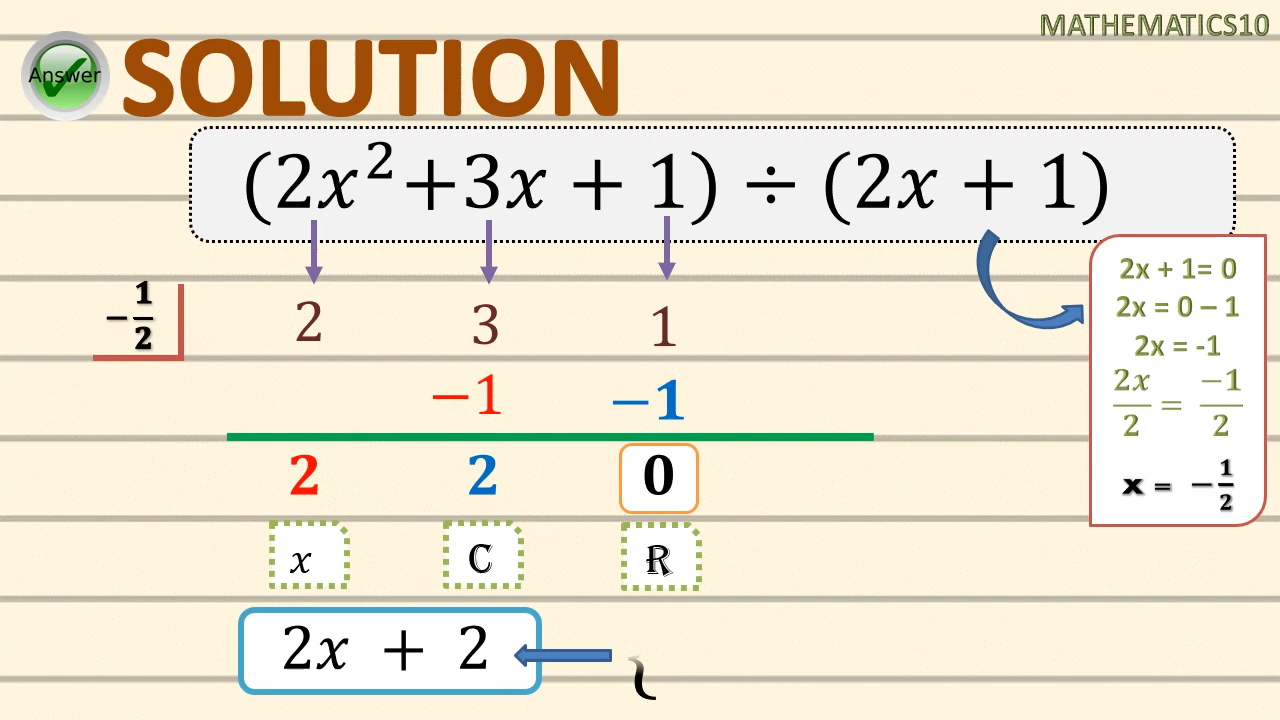 MATHEMATICS10
Answer SOLUTION
(2x²+3x + 1) ÷ (2x + 1)
2x + 1= 0
2x = 0 – 1
2x = -1
2x/2 = −1/2
x = −1/2
−1/2 2 3 1
−1 −1
2 2 0
x C R
2x + 2